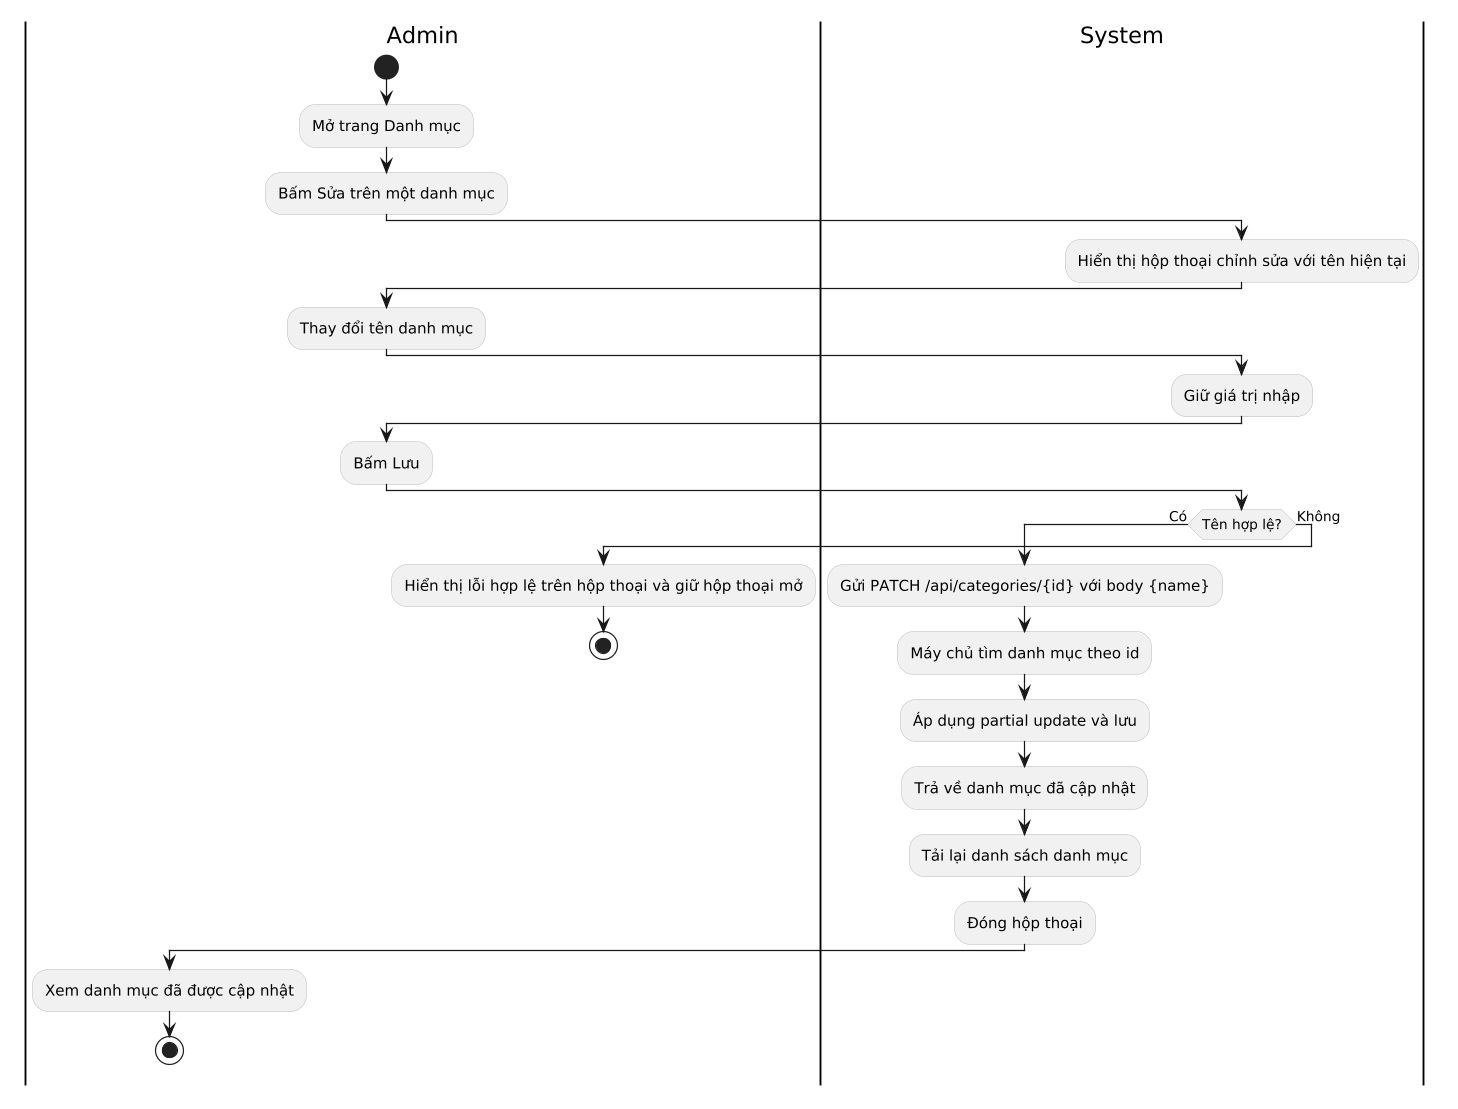 Admin
System
Mở trang Danh mục
Bấm Sửa trên một danh mục
Hiển thị hộp thoại chỉnh sửa với tên hiện tại
Thay đổi tên danh mục
Giữ giá trị nhập
Bấm Lưu
Có
Tên hợp lệ?
Không
Hiển thị lỗi hợp lệ trên hộp thoại và giữ hộp thoại mở
Gửi PATCH /api/categories/{id} với body {name}
Máy chủ tìm danh mục theo id
Áp dụng partial update và lưu
Trả về danh mục đã cập nhật
Tải lại danh sách danh mục
Đóng hộp thoại
Xem danh mục đã được cập nhật